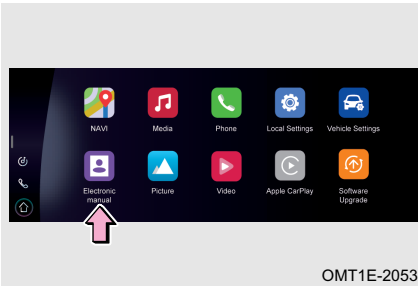 NAVI
Media
Phone
Local Settings
Vehicle Settings
Electronic
manual
Picture
Video
Apple CarPlay
Software
Upgrade
OMT1E-2053